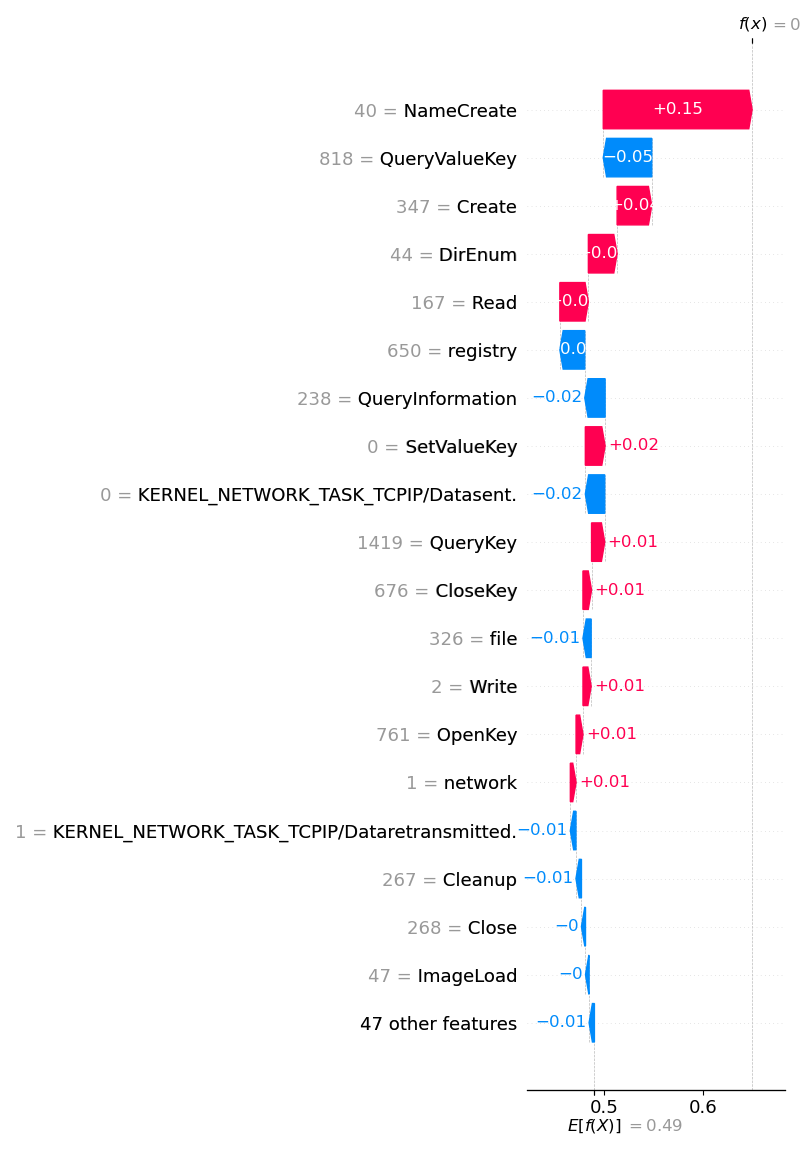 f(x) = 0
40 = NameCreate +0.15
818 = QueryValueKey −0.05
347 = Create
44 = DirEnum
167 = Read
650 = registry
238 = QueryInformation −0.02
0 = SetValueKey +0.02
0 = KERNEL_NETWORK_TASK_TCPIP/Datasent. −0.02
1419 = QueryKey +0.01
676 = CloseKey +0.01
326 = file −0.01
2 = Write +0.01
761 = OpenKey +0.01
1 = network +0.01
1 = KERNEL_NETWORK_TASK_TCPIP/Dataretransmitted. −0.01
267 = Cleanup −0.01
268 = Close −0
47 = ImageLoad −0
47 other features −0.01
0.5 0.6
E[f(X)] = 0.49